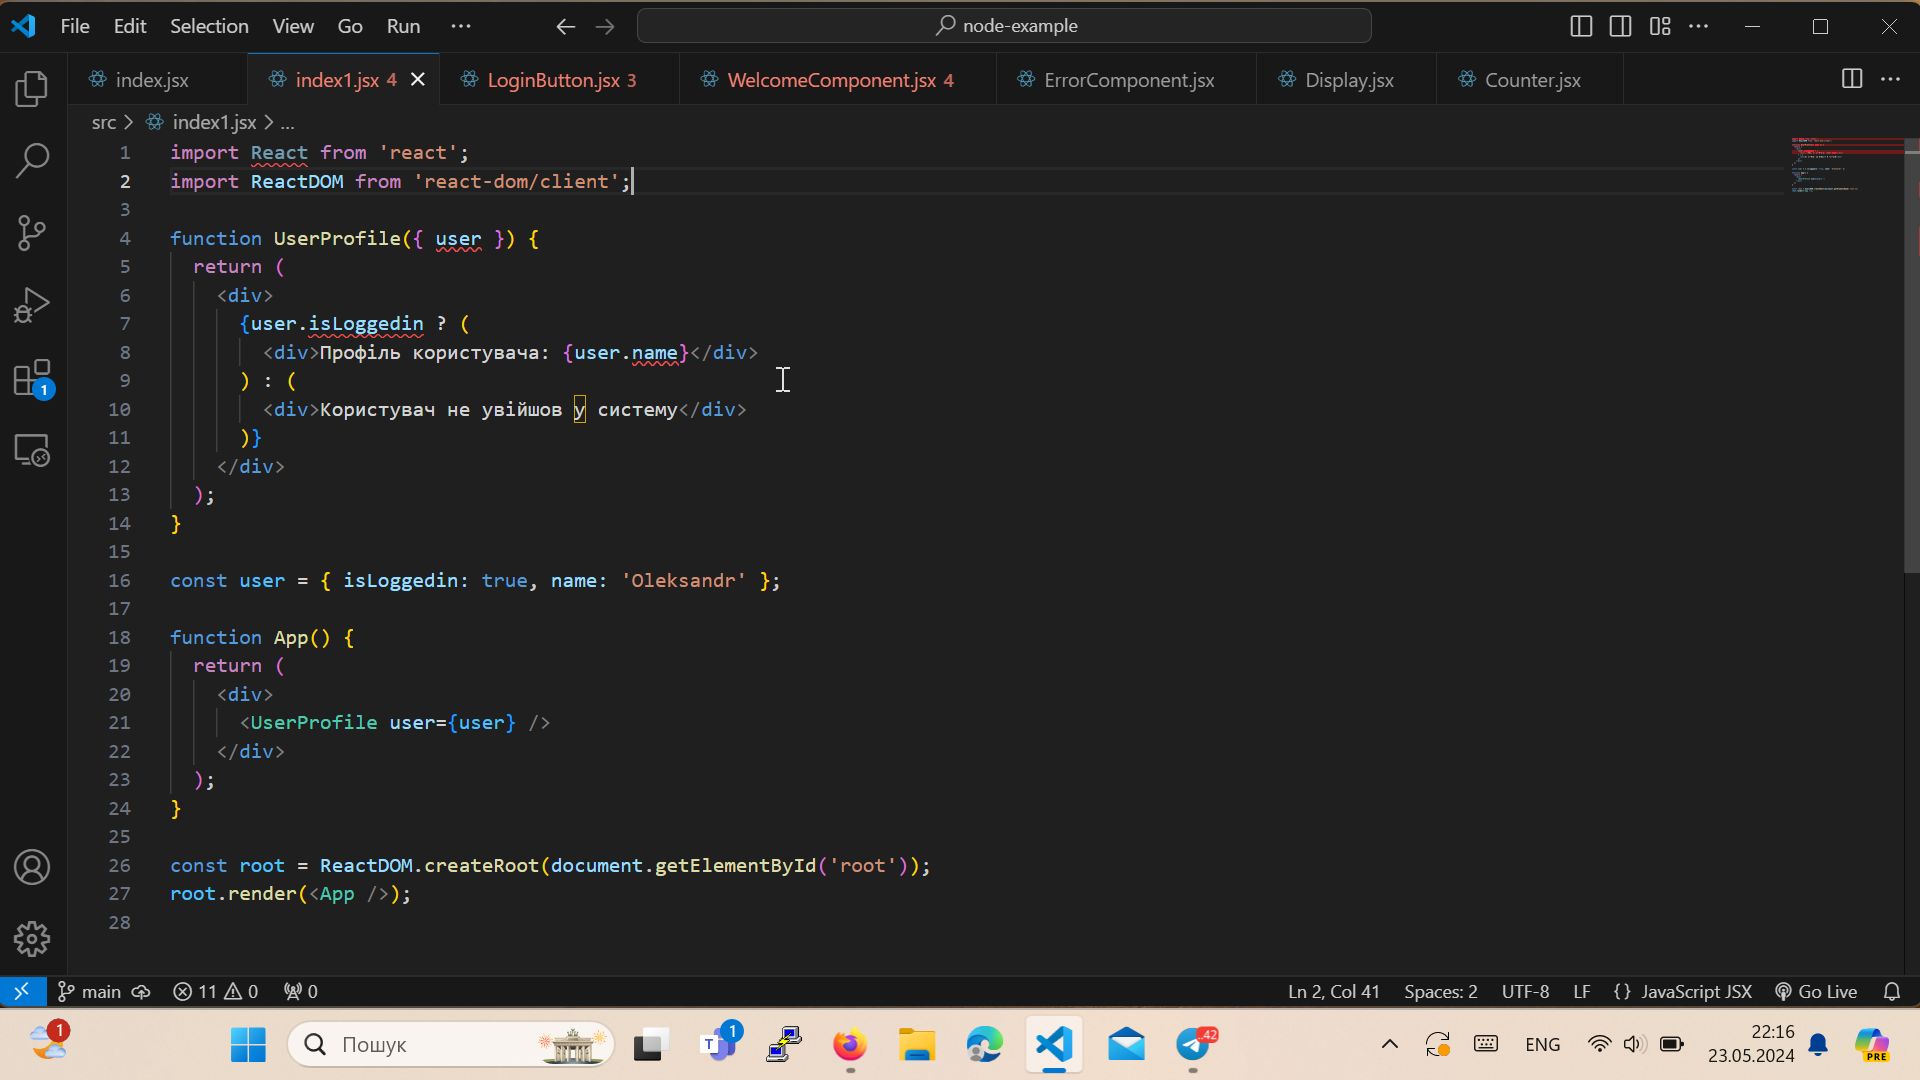 File Edit Selection View Go Run ··· node-example
index.jsx index1.jsx 4 LoginButton.jsx 3 WelcomeComponent.jsx 4 ErrorComponent.jsx Display.jsx Counter.jsx
src > index1.jsx > ...
1 import React from 'react';
2 import ReactDOM from 'react-dom/client';
3
4 function UserProfile({ user }) {
5 return (
6 <div>
7 {user.isLoggedin ? (
8 <div>Профіль користувача: {user.name}</div>
9 ) : (
10 <div>Користувач не увійшов у систему</div>
11 )}
12 </div>
13 );
14 }
15
16 const user = { isLoggedin: true, name: 'Oleksandr' };
17
18 function App() {
19 return (
20 <div>
21 <UserProfile user={user} />
22 </div>
23 );
24 }
25
26 const root = ReactDOM.createRoot(document.getElementById('root'));
27 root.render(<App />);
28
1
main 11 0 0 Ln 2, Col 41 Spaces: 2 UTF-8 LF {} JavaScript JSX Go Live
1 Пошук T 1 42 ENG 22:16
23.05.2024 PRE